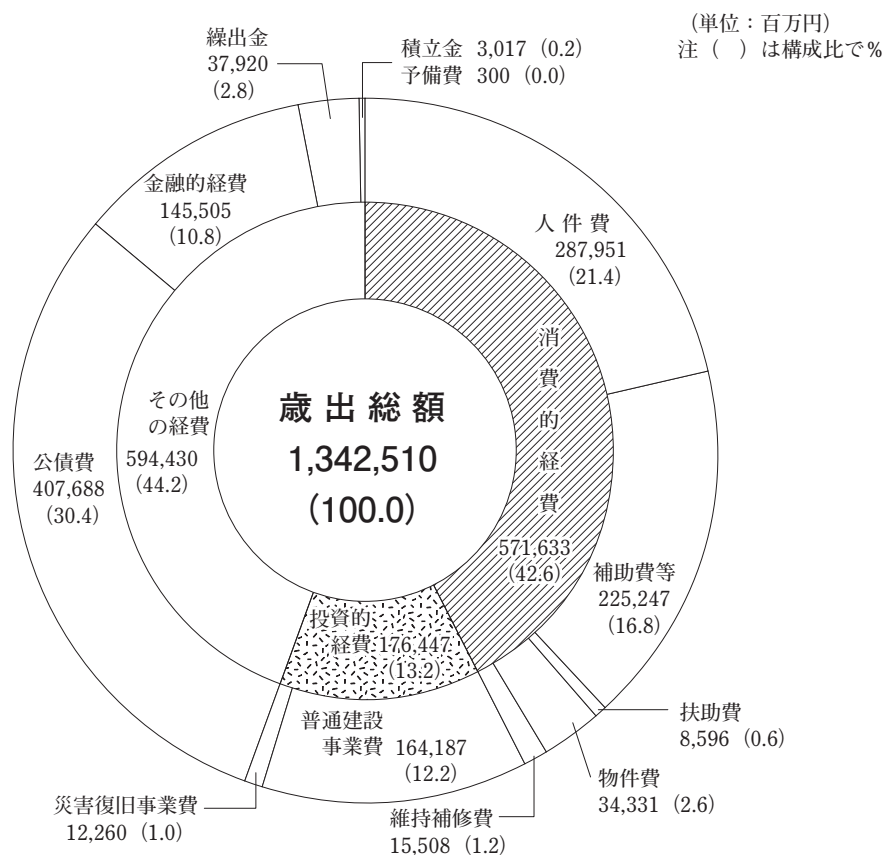 (単位：百万円)
注（　）は構成比で％
繰出金
37,920
(2.8)
積立金 3,017 (0.2)
予備費 300 (0.0)
金融的経費
145,505
(10.8)
人件費
287,951
(21.4)
消費的経費
571,633
(42.6)
その他
の経費
594,430
(44.2)
歳出総額
1,342,510
(100.0)
公債費
407,688
(30.4)
補助費等
225,247
(16.8)
投資的
経費 176,447
(13.2)
普通建設
事業費 164,187
(12.2)
扶助費
8,596 (0.6)
物件費
34,331 (2.6)
維持補修費
15,508 (1.2)
災害復旧事業費
12,260 (1.0)